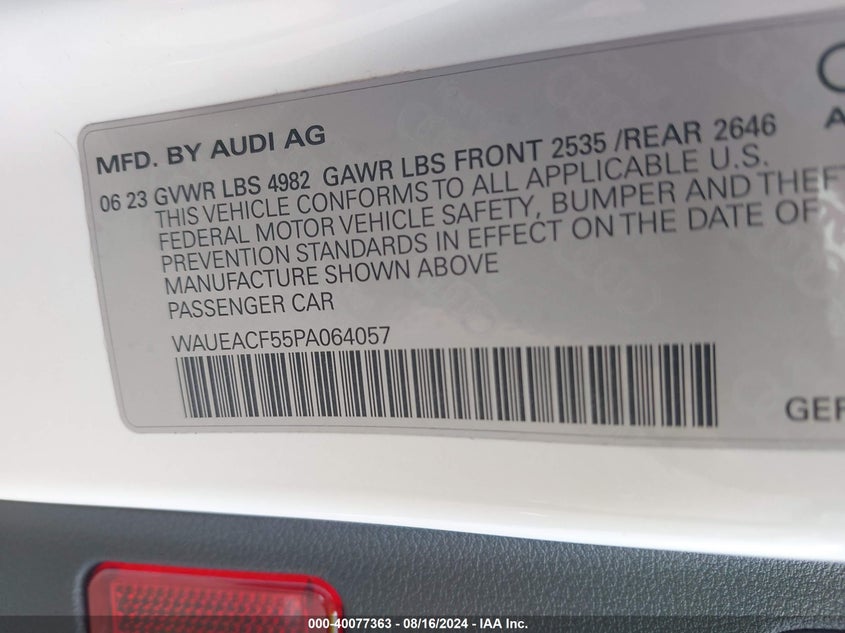 MFD. BY AUDI AG
06 23 GVWR LBS 4982 GAWR LBS FRONT 2535 /REAR 2646
THIS VEHICLE CONFORMS TO ALL APPLICABLE U.S.
FEDERAL MOTOR VEHICLE SAFETY, BUMPER AND THEFT
PREVENTION STANDARDS IN EFFECT ON THE DATE OF
MANUFACTURE SHOWN ABOVE
PASSENGER CAR
WAUEACF55PA064057
000-40077363 - 08/16/2024 - IAA Inc.